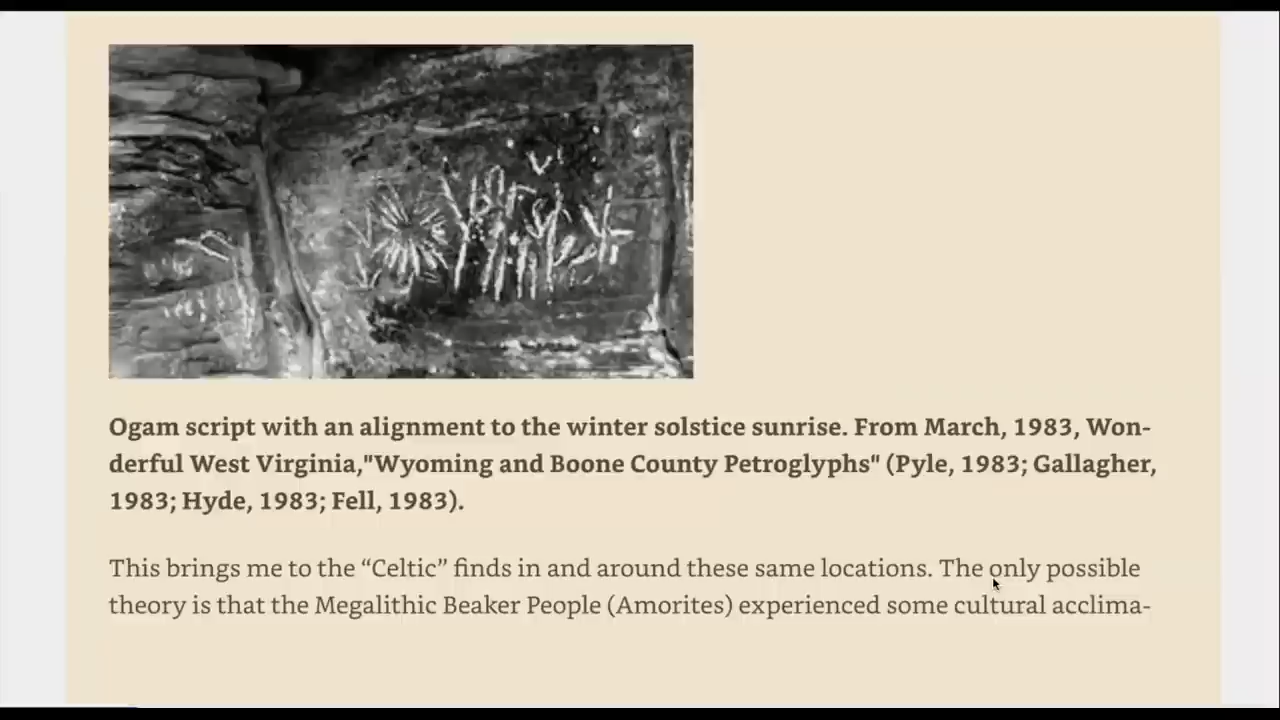 Ogam script with an alignment to the winter solstice sunrise. From March, 1983, Won-
derful West Virginia,"Wyoming and Boone County Petroglyphs" (Pyle, 1983; Gallagher,
1983; Hyde, 1983; Fell, 1983).
This brings me to the “Celtic” finds in and around these same locations. The only possible
theory is that the Megalithic Beaker People (Amorites) experienced some cultural acclima-